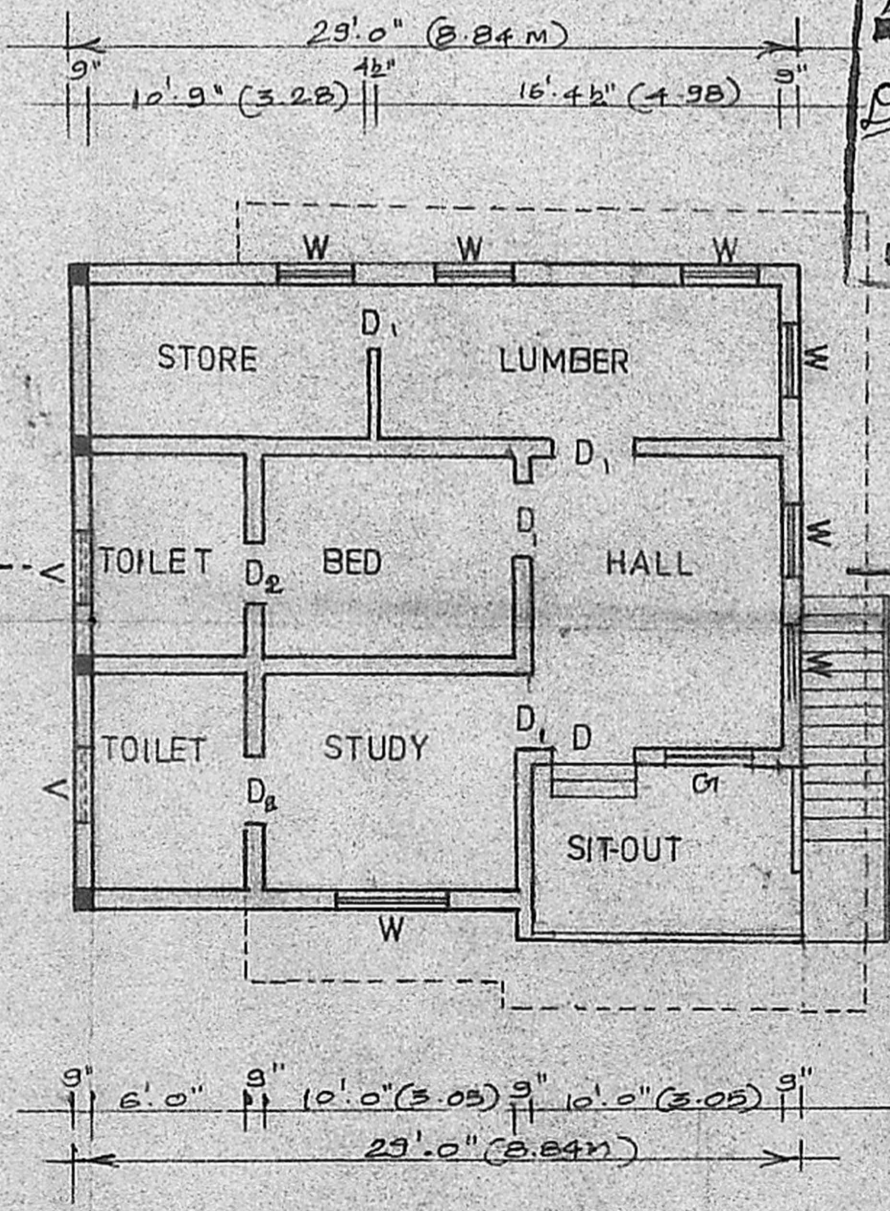 29'.0" (8.84 M)
9" 10'.9" (3.28) 4½" 16'.4½" (4.98) 9"
W W W
D1
STORE LUMBER W
D1
D1 W
TOILET D2 BED HALL
V
W
D1 D
TOILET STUDY
V D2 G
SIT-OUT
W
9" 6'.0" 9" 10'.0" (3.05) 9" 10'.0" (3.05) 9"
29'.0" (8.84m)